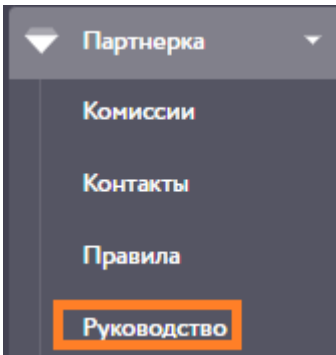 Партнерка
Комиссии
Контакты
Правила
Руководство